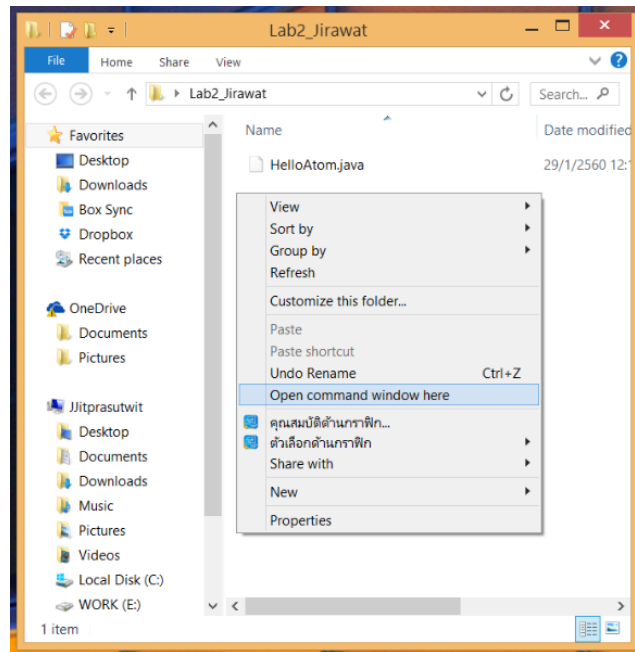 Lab2_Jirawat
File Home Share View
Lab2_Jirawat Search...
Favorites
Desktop
Downloads
Box Sync
Dropbox
Recent places
OneDrive
Documents
Pictures
JJitprasutwit
Desktop
Documents
Downloads
Music
Pictures
Videos
Local Disk (C:)
WORK (E:)
Name Date modified
HelloAtom.java 29/1/2560 12:1
View
Sort by
Group by
Refresh
Customize this folder...
Paste
Paste shortcut
Undo Rename Ctrl+Z
Open command window here
คุณสมบัติด้านกราฟิก...
ตัวเลือกด้านกราฟิก
Share with
New
Properties
1 item